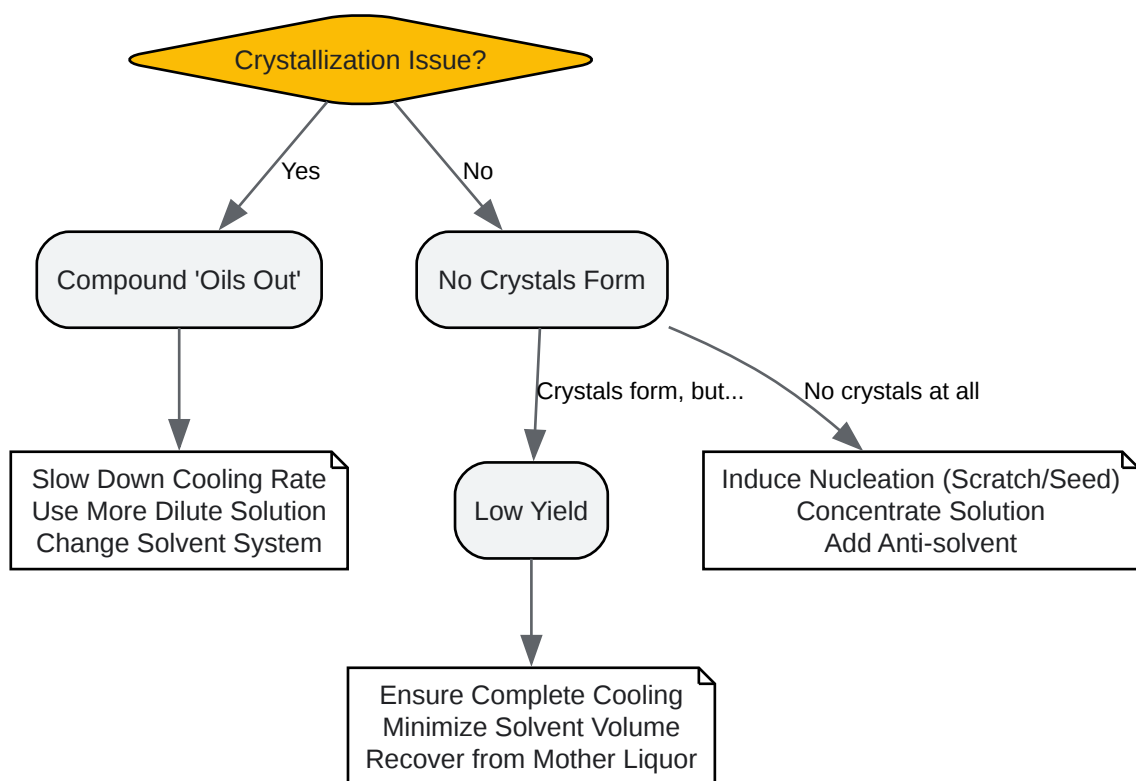 Crystallization Issue?
Yes
No
Compound 'Oils Out'
No Crystals Form
Crystals form, but...
No crystals at all
Slow Down Cooling Rate
Use More Dilute Solution
Change Solvent System
Low Yield
Induce Nucleation (Scratch/Seed)
Concentrate Solution
Add Anti-solvent
Ensure Complete Cooling
Minimize Solvent Volume
Recover from Mother Liquor